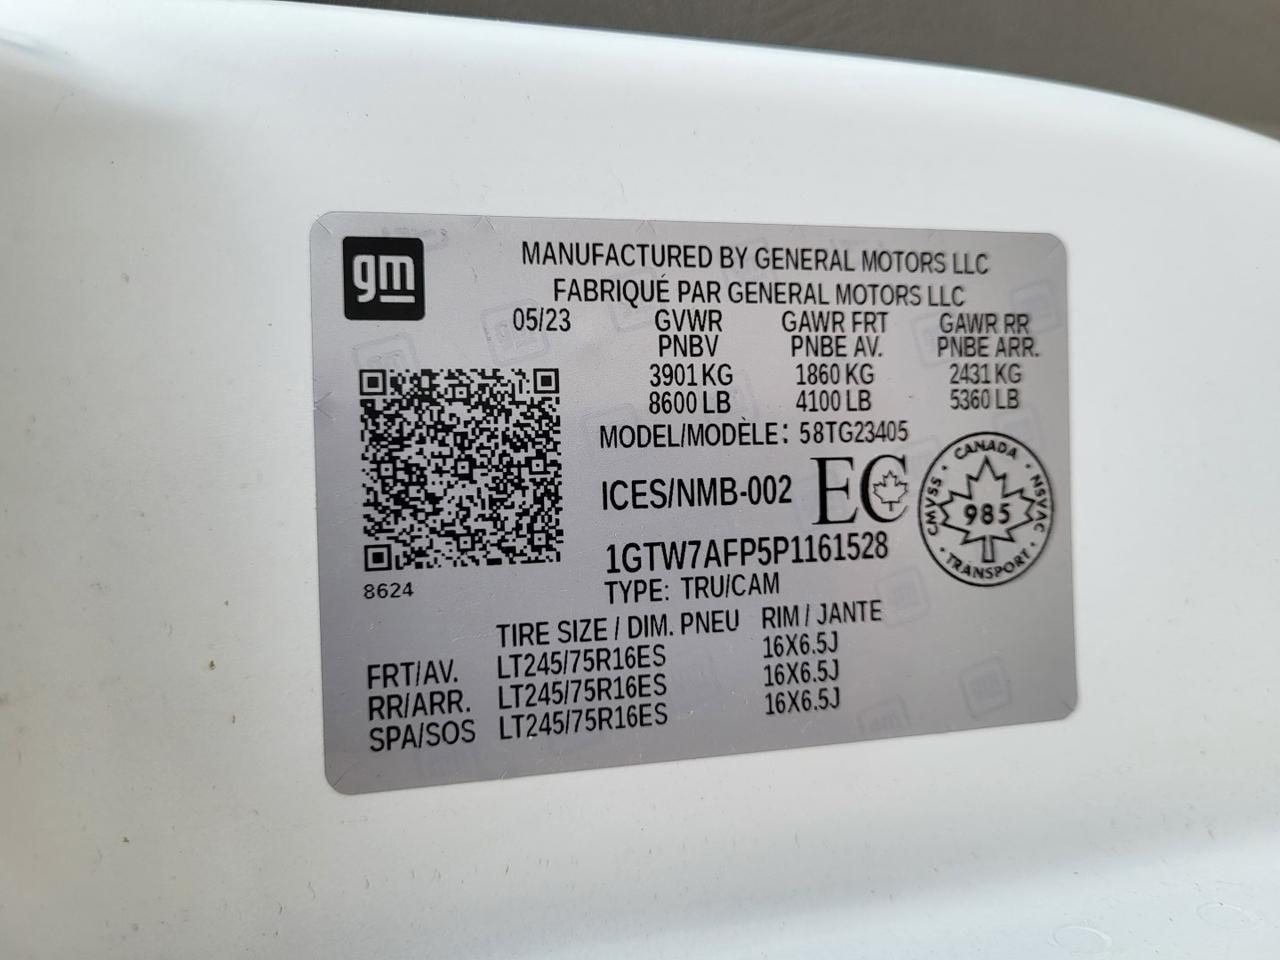 gm
MANUFACTURED BY GENERAL MOTORS LLC
FABRIQUÉ PAR GENERAL MOTORS LLC
05/23 GVWR GAWR FRT GAWR RR
PNBV PNBE AV. PNBE ARR.
3901 KG 1860 KG 2431 KG
8600 LB 4100 LB 5360 LB
MODEL/MODÈLE: 58TG23405
ICES/NMB-002 EC
CANADA
CMVSS 985 NSVAC
TRANSPORT
1GTW7AFP5P1161528
8624
TYPE: TRU/CAM
TIRE SIZE / DIM. PNEU RIM / JANTE
FRT/AV. LT245/75R16ES 16X6.5J
RR/ARR. LT245/75R16ES 16X6.5J
SPA/SOS LT245/75R16ES 16X6.5J